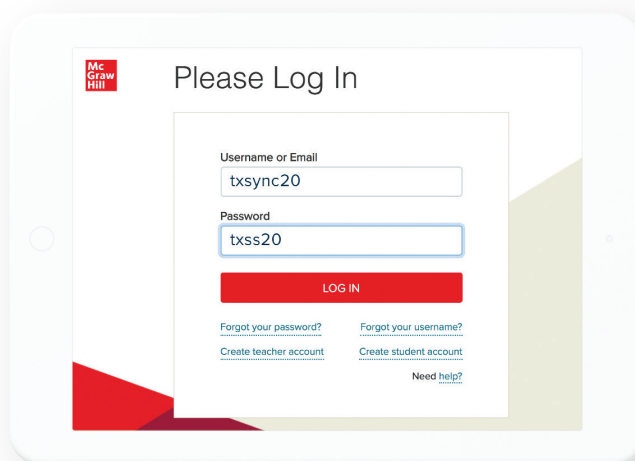 Mc
Graw
Hill
Please Log In
Username or Email
txsync20
Password
txss20
LOG IN
Forgot your password? Forgot your username?
Create teacher account Create student account
Need help?